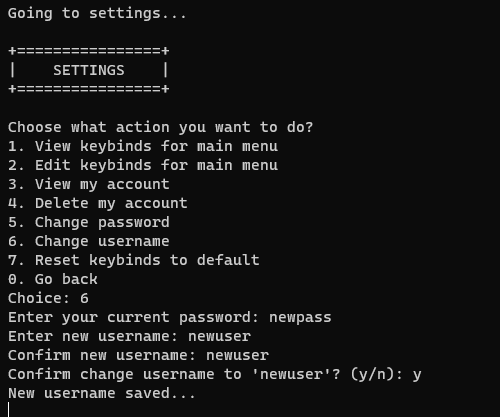 Going to settings...
+================+
|    SETTINGS    |
+================+
Choose what action you want to do?
1. View keybinds for main menu
2. Edit keybinds for main menu
3. View my account
4. Delete my account
5. Change password
6. Change username
7. Reset keybinds to default
0. Go back
Choice: 6
Enter your current password: newpass
Enter new username: newuser
Confirm new username: newuser
Confirm change username to 'newuser'? (y/n): y
New username saved...